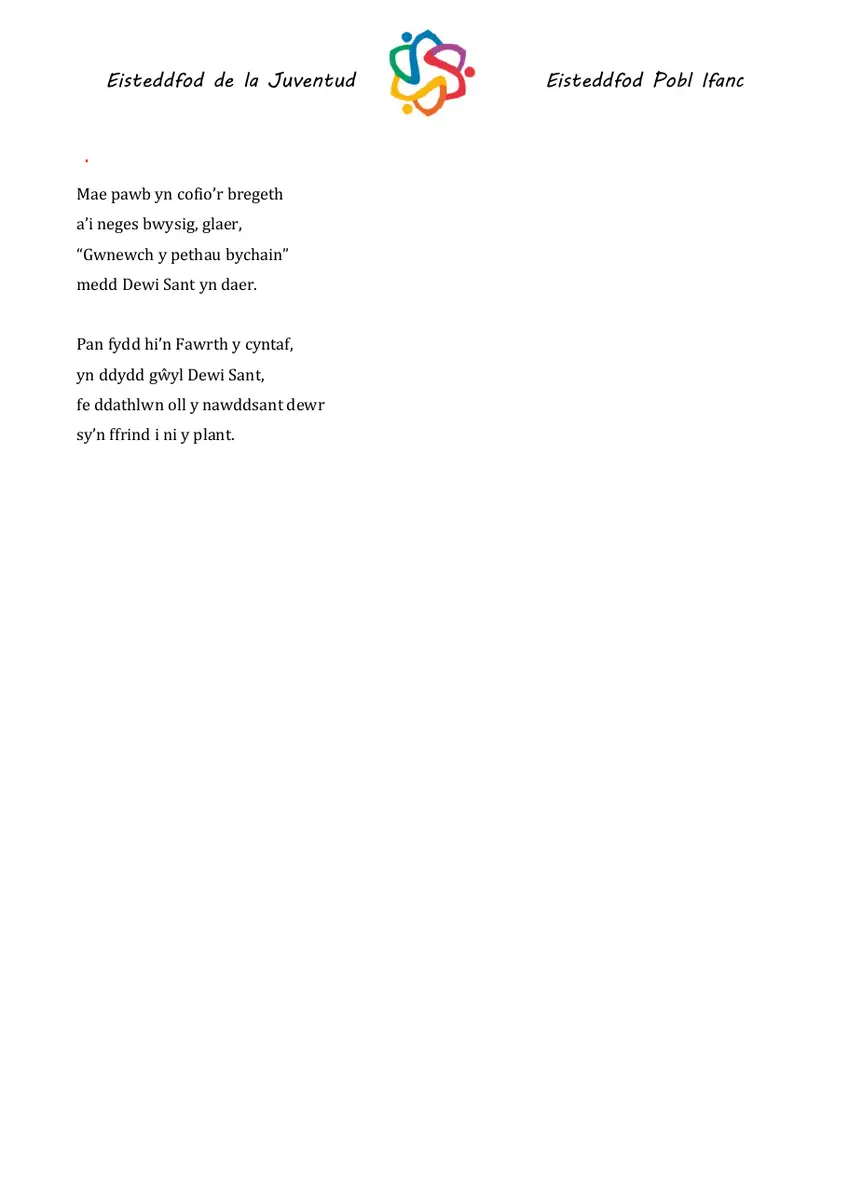 Eisteddfod de la Juventud
Eisteddfod Pobl Ifanc
Mae pawb yn cofio’r bregeth
a’i neges bwysig, glaer,
“Gwnewch y pethau bychain”
medd Dewi Sant yn daer.
Pan fydd hi’n Fawrth y cyntaf,
yn ddydd gŵyl Dewi Sant,
fe ddathlwn oll y nawddsant dewr
sy’n ffrind i ni y plant.